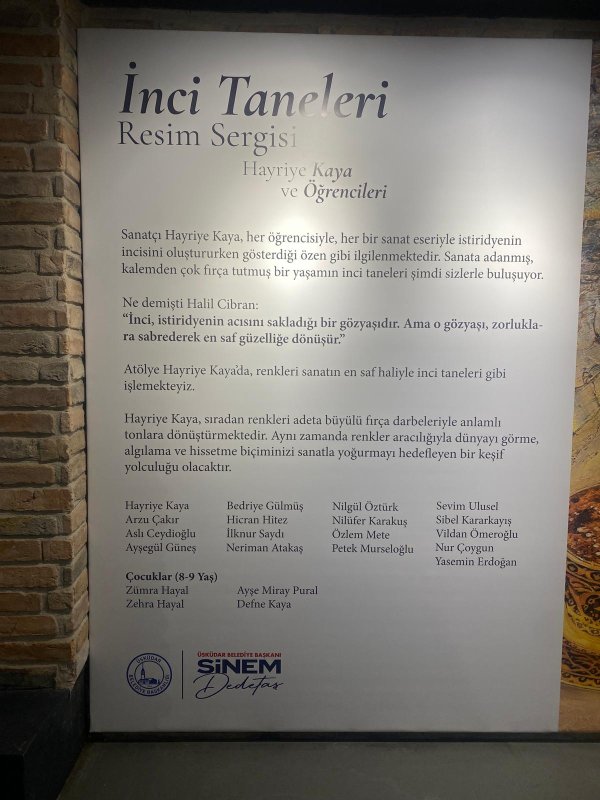 İnci Taneleri
Resim Sergisi
Hayriye Kaya
ve Öğrencileri
Sanatçı Hayriye Kaya, her öğrencisiyle, her bir sanat eseriyle istiridyenin
incisini oluştururken gösterdiği özen gibi ilgilenmektedir. Sanata adanmış,
kalemden çok fırça tutmuş bir yaşamın inci taneleri şimdi sizlerle buluşuyor.
Ne demişti Halil Cibran:
“İnci, istiridyenin acısını sakladığı bir gözyaşıdır. Ama o gözyaşı, zorlukla-
ra sabrederek en saf güzelliğe dönüşür.”
Atölye Hayriye Kaya’da, renkleri sanatın en saf haliyle inci taneleri gibi
işlemekteyiz.
Hayriye Kaya, sıradan renkleri adeta büyülü fırça darbeleriyle anlamlı
tonlara dönüştürmektedir. Aynı zamanda renkler aracılığıyla dünyayı görme,
algılama ve hissetme biçiminizi sanatla yoğurmayı hedefleyen bir keşif
yolculuğu olacaktır.
Hayriye Kaya
Arzu Çakır
Aslı Ceydioğlu
Ayşegül Güneş
Bedriye Gülmüş
Hicran Hitez
İlknur Saydı
Neriman Atakaş
Nilgül Öztürk
Nilüfer Karakuş
Özlem Mete
Petek Murseloğlu
Sevim Ulusel
Sibel Kararkayış
Vildan Ömeroğlu
Nur Çoygun
Yasemin Erdoğan
Çocuklar (8-9 Yaş)
Zümra Hayal
Zehra Hayal
Ayşe Miray Pural
Defne Kaya
ÜSKÜDAR
BELEDİYE BAŞKANLIĞI
ÜSKÜDAR BELEDİYE BAŞKANI
SİNEM
Dedetaş